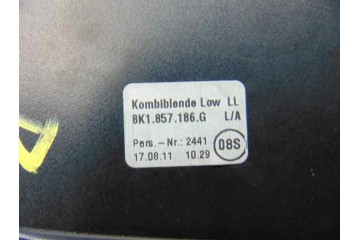 Kombiblende Low LL
8K1.857.186.G L/A
Pers.-Nr.: 2441
17.08.11 10.29 08S